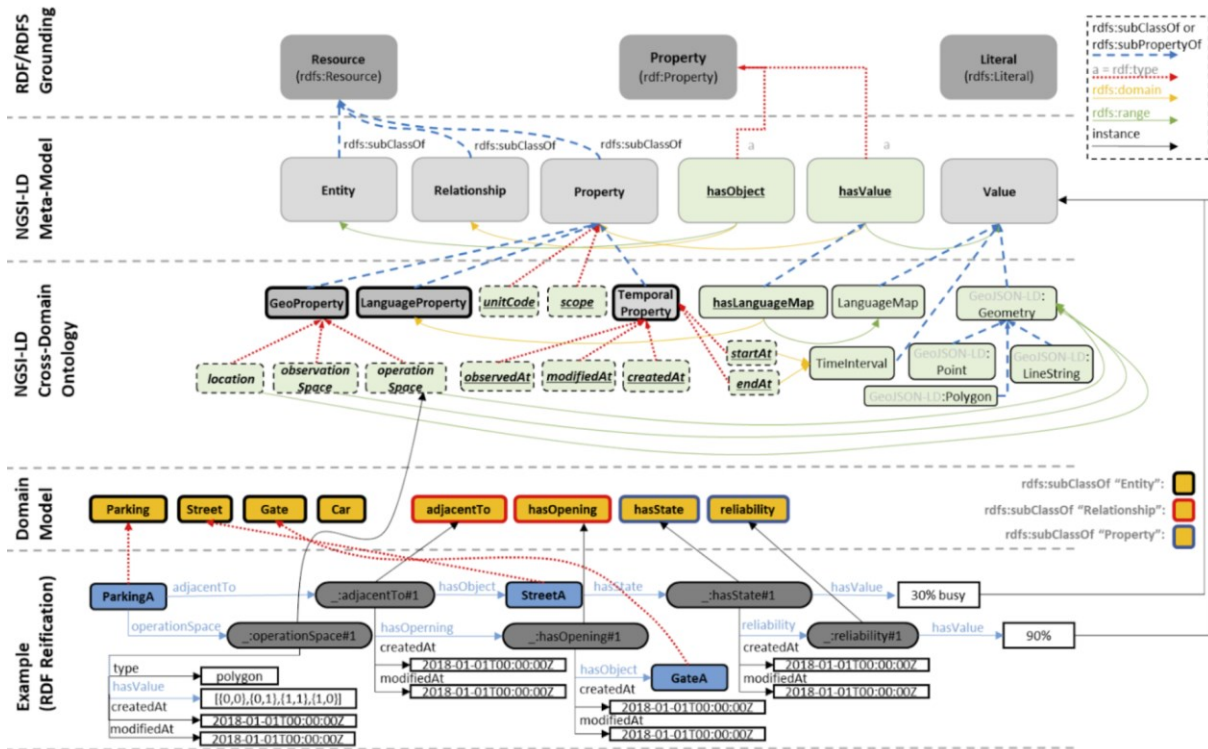 RDF/RDFS
Grounding
Resource
(rdfs:Resource)
Property
(rdf:Property)
Literal
(rdfs:Literal)
rdfs:subClassOf or
rdfs:subPropertyOf
a = rdf:type
rdfs:domain
rdfs:range
instance
NGSI-LD
Meta-Model
rdfs:subClassOf
rdfs:subClassOf
rdfs:subClassOf
a
a
Entity
Relationship
Property
hasObject
hasValue
Value
NGSI-LD
Cross-Domain
Ontology
GeoProperty
LanguageProperty
unitCode
scope
Temporal
Property
hasLanguageMap
LanguageMap
GeoJSON-LD:
Geometry
location
observation
Space
operation
Space
observedAt
modifiedAt
createdAt
startAt
endAt
TimeInterval
GeoJSON-LD:
Point
GeoJSON-LD:
LineString
GeoJSON-LD:Polygon
Domain
Model
Parking
Street
Gate
Car
adjacentTo
hasOpening
hasState
reliability
rdfs:subClassOf "Entity":
rdfs:subClassOf "Relationship":
rdfs:subClassOf "Property":
Example
(RDF Reification)
ParkingA
adjacentTo
_:adjacentTo#1
hasObject
StreetA
hasState
_:hasState#1
hasValue
30% busy
operationSpace
_:operationSpace#1
hasOperning
_:hasOpening#1
reliability
_:reliability#1
hasValue
90%
type
polygon
hasValue
[[{0,0},{0,1},{1,1},{1,0}]]
createdAt
2018-01-01T00:00:00Z
modifiedAt
2018-01-01T00:00:00Z
createdAt
2018-01-01T00:00:00Z
modifiedAt
2018-01-01T00:00:00Z
hasObject
GateA
createdAt
2018-01-01T00:00:00Z
modifiedAt
2018-01-01T00:00:00Z
createdAt
2018-01-01T00:00:00Z
modifiedAt
2018-01-01T00:00:00Z